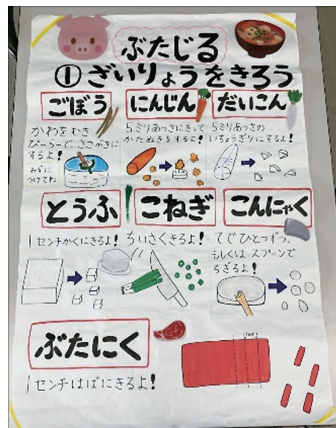 ぶたじる
①ざいりょうをきろう
ごぼう
にんじん
だいこん
かわをむき
ぴーらーで、ささがきに
するよ!
みずに
つけてね
5ミリあつさにきって
かたぬきをするよ!
5ミリあつさの
いちょうぎりにするよ!
とうふ
こねぎ
こんにゃく
1センチかくにきるよ!
ちいさくきるよ!
てでひとつずつ、
もしくはスプーンで
ちぎるよ!
ぶたにく
1センチはばにきるよ!